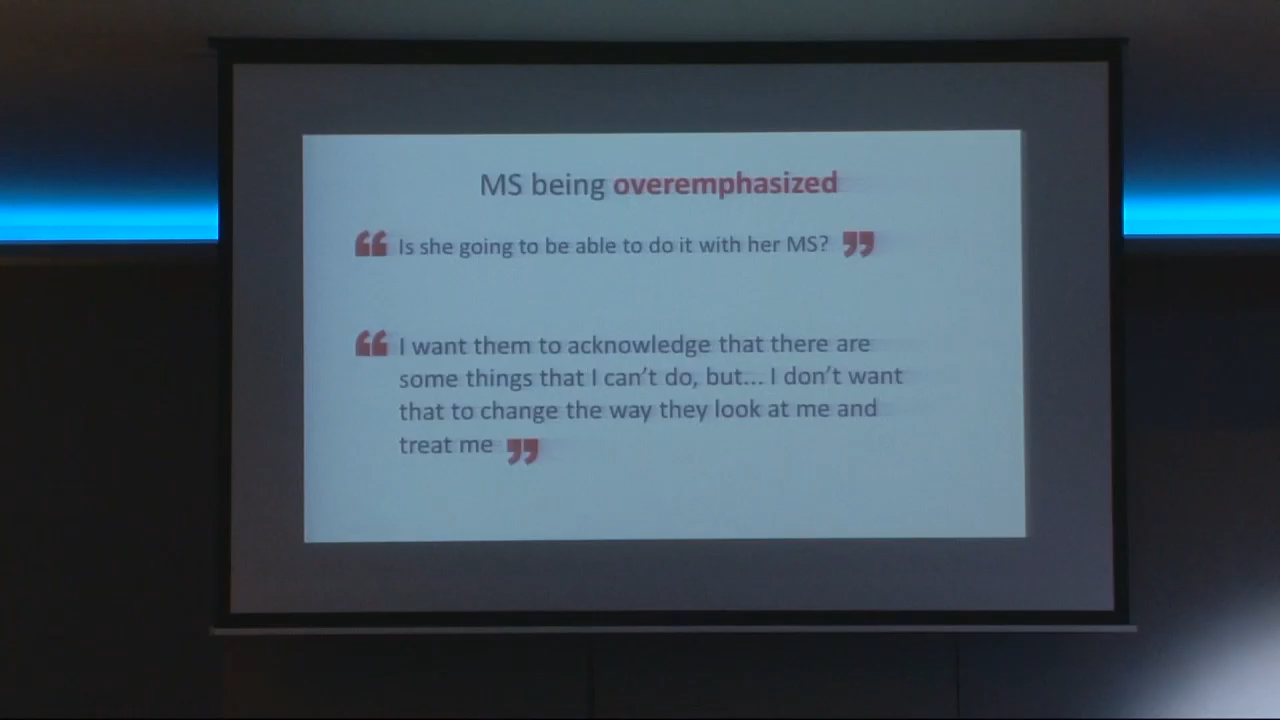 MS being overemphasized
❝ Is she going to be able to do it with her MS? ❞
❝ I want them to acknowledge that there are
some things that I can’t do, but... I don’t want
that to change the way they look at me and
treat me ❞